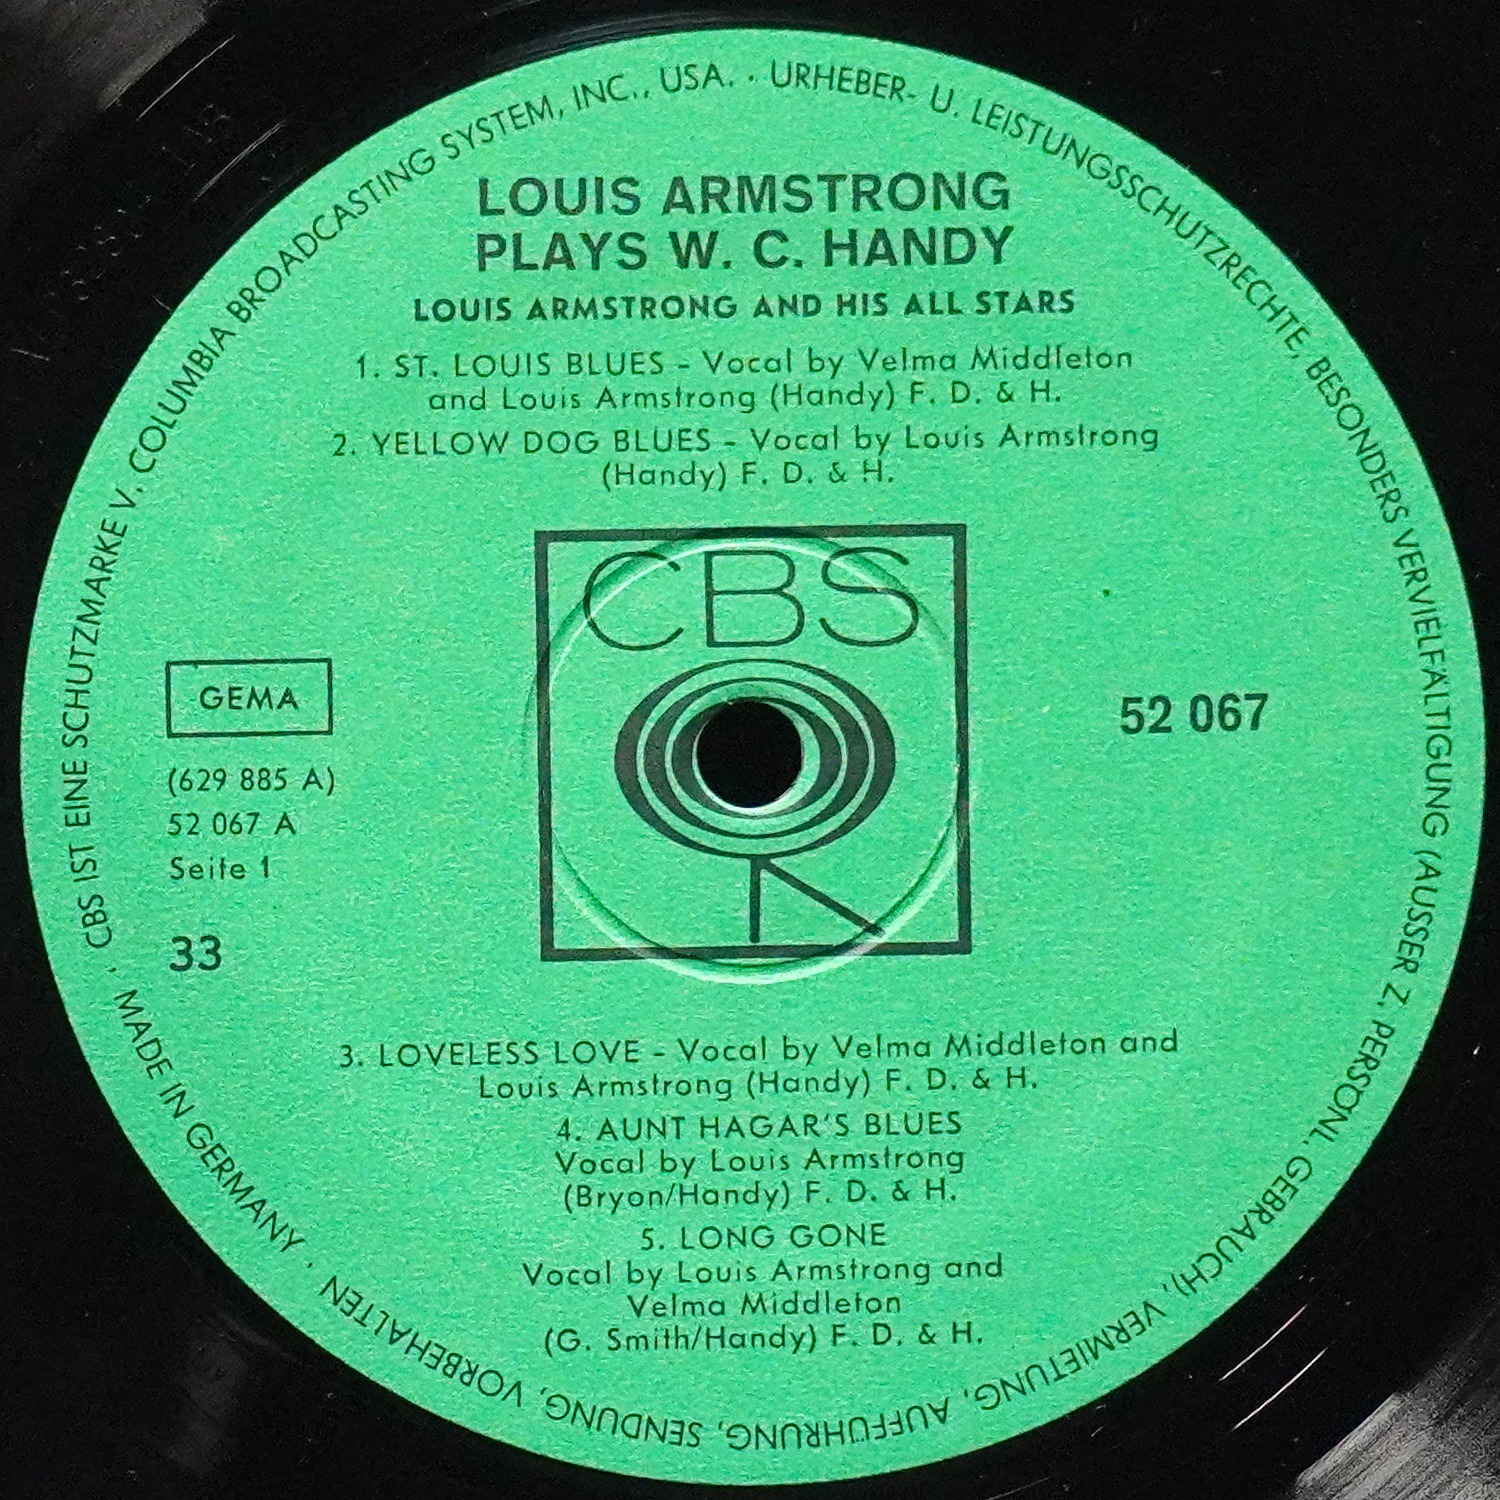 CBS IST EINE SCHUTZMARKE V. COLUMBIA BROADCASTING SYSTEM, INC., USA. · URHEBER- U. LEISTUNGSSCHUTZRECHTE, BESONDERS VERVIELFÄLTIGUNG (AUSSER Z. PERSÖNL. GEBRAUCH), VERMIETUNG, AUFFÜHRUNG, SENDUNG, VORBEHALTEN · MADE IN GERMANY ·
LOUIS ARMSTRONG
PLAYS W. C. HANDY
LOUIS ARMSTRONG AND HIS ALL STARS
1. ST. LOUIS BLUES – Vocal by Velma Middleton
and Louis Armstrong (Handy) F. D. & H.
2. YELLOW DOG BLUES – Vocal by Louis Armstrong
(Handy) F. D. & H.
CBS
GEMA
(629 885 A)
52 067 A
Seite 1
33
52 067
3. LOVELESS LOVE – Vocal by Velma Middleton and
Louis Armstrong (Handy) F. D. & H.
4. AUNT HAGAR'S BLUES
Vocal by Louis Armstrong
(Bryon/Handy) F. D. & H.
5. LONG GONE
Vocal by Louis Armstrong and
Velma Middleton
(G. Smith/Handy) F. D. & H.